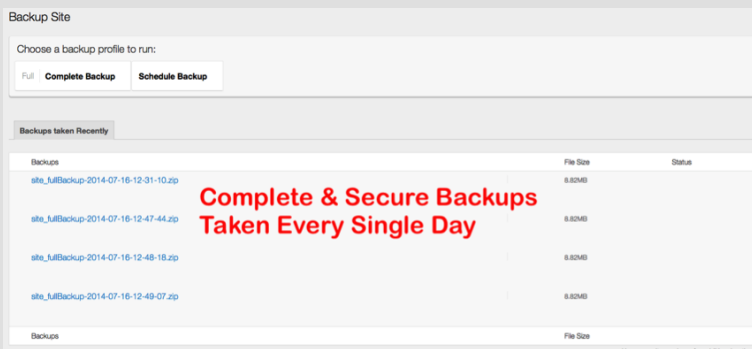 Backup Site
Choose a backup profile to run:
Full Complete Backup Schedule Backup
Backups taken Recently
Backups File Size Status
site_fullBackup-2014-07-16-12-31-10.zip 8.82MB
Complete & Secure Backups
Taken Every Single Day
site_fullBackup-2014-07-16-12-47-44.zip 8.82MB
site_fullBackup-2014-07-16-12-48-18.zip 8.82MB
site_fullBackup-2014-07-16-12-49-07.zip 8.82MB
Backups File Size